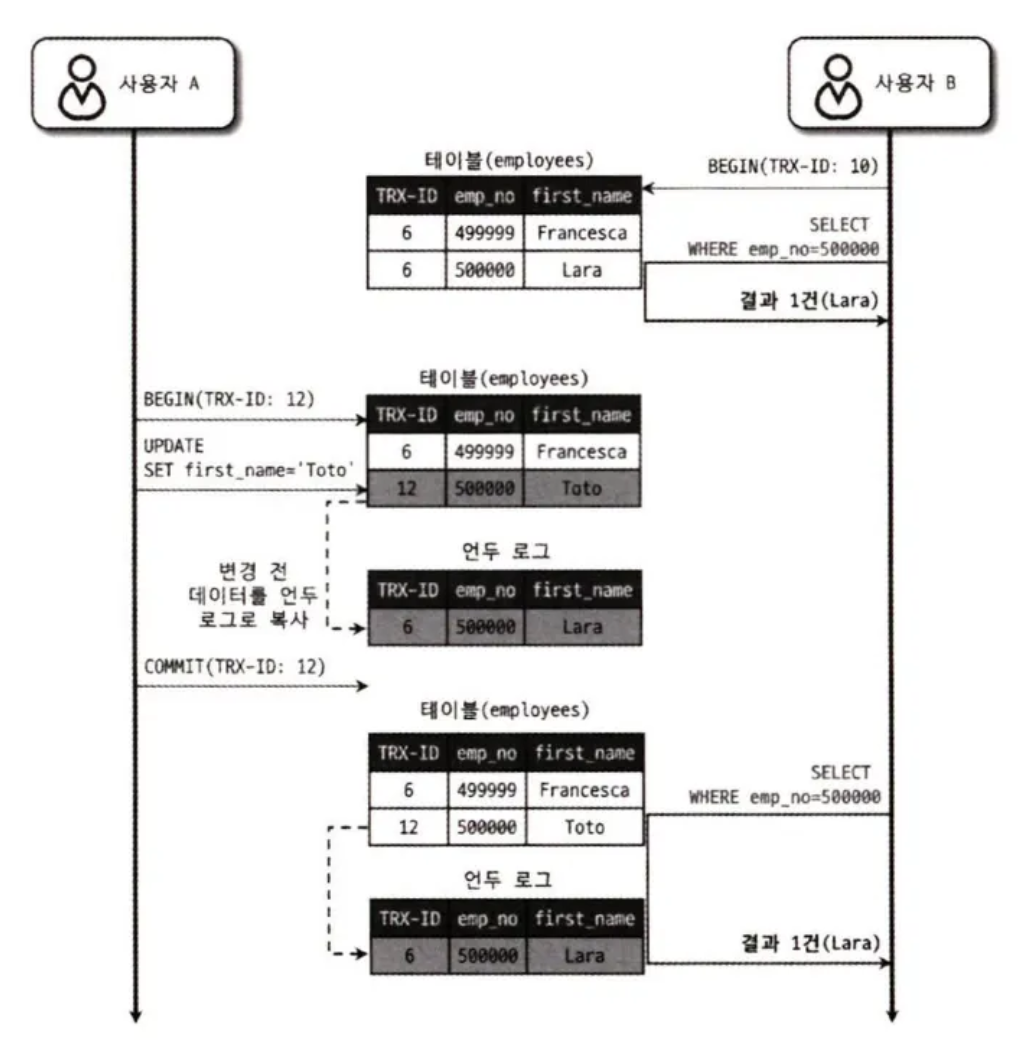 사용자 A
사용자 B
테이블(employees)
BEGIN(TRX-ID: 10)
TRX-ID emp_no first_name
6 499999 Francesca
6 500000 Lara
SELECT
WHERE emp_no=500000
결과 1건(Lara)
테이블(employees)
BEGIN(TRX-ID: 12)
TRX-ID emp_no first_name
UPDATE
SET first_name='Toto'
6 499999 Francesca
12 500000 Toto
언두 로그
변경 전
데이터를 언두
로그로 복사
TRX-ID emp_no first_name
6 500000 Lara
COMMIT(TRX-ID: 12)
테이블(employees)
TRX-ID emp_no first_name
6 499999 Francesca
12 500000 Toto
SELECT
WHERE emp_no=500000
언두 로그
TRX-ID emp_no first_name
6 500000 Lara
결과 1건(Lara)